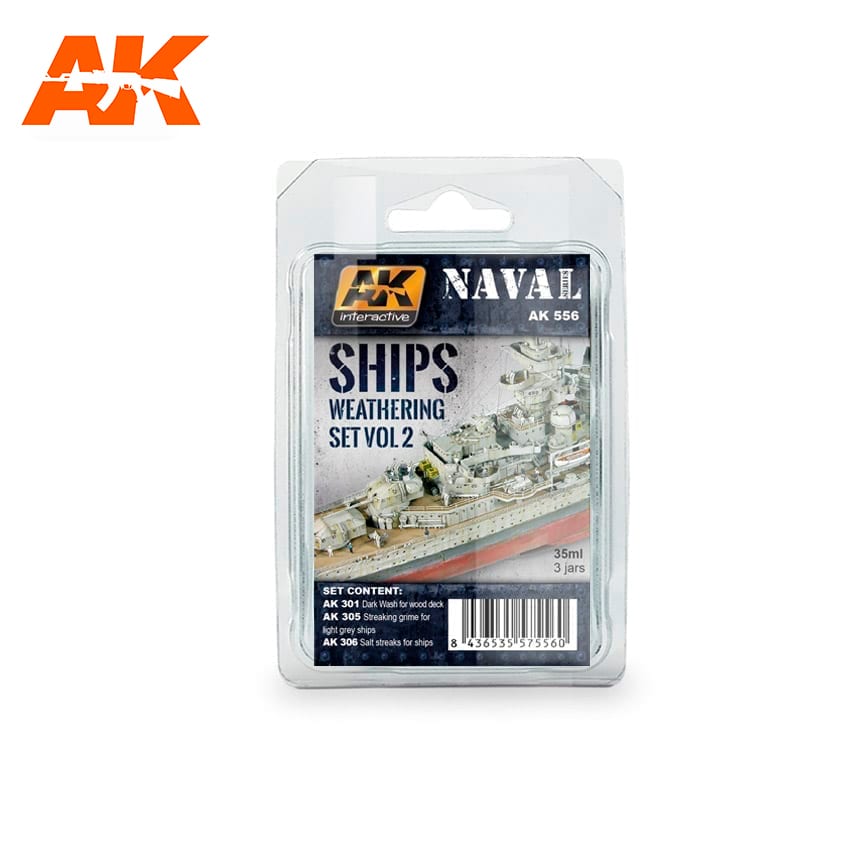 AK
AK
interactive
NAVAL
SERIES
AK 556
SHIPS
WEATHERING
SET VOL 2
35ml
3 jars
SET CONTENT:
AK 301 Dark Wash for wood deck
AK 305 Streaking grime for
light grey ships
AK 306 Salt streaks for ships
8 436535 575560